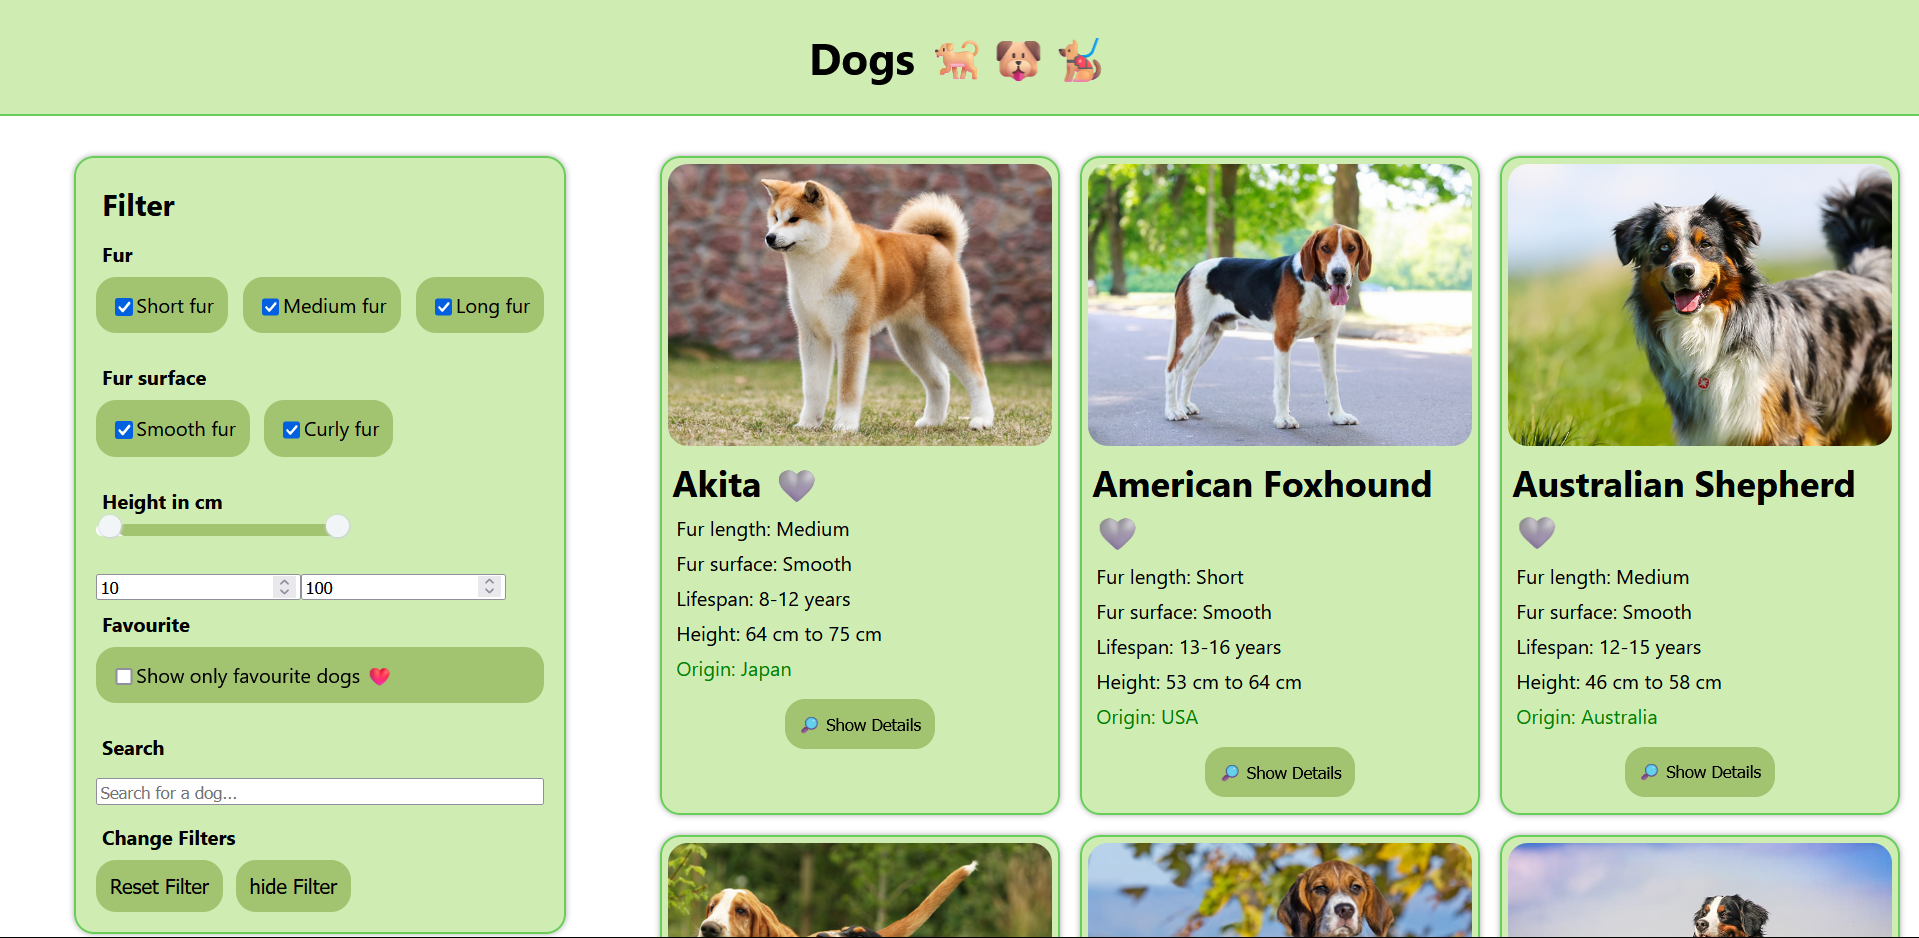 Dogs
Filter
Fur
Short fur
Medium fur
Long fur
Fur surface
Smooth fur
Curly fur
Height in cm
10
100
Favourite
Show only favourite dogs
Search
Search for a dog...
Change Filters
Reset Filter
hide Filter
Akita
Fur length: Medium
Fur surface: Smooth
Lifespan: 8-12 years
Height: 64 cm to 75 cm
Origin: Japan
Show Details
American Foxhound
Fur length: Short
Fur surface: Smooth
Lifespan: 13-16 years
Height: 53 cm to 64 cm
Origin: USA
Show Details
Australian Shepherd
Fur length: Medium
Fur surface: Smooth
Lifespan: 12-15 years
Height: 46 cm to 58 cm
Origin: Australia
Show Details